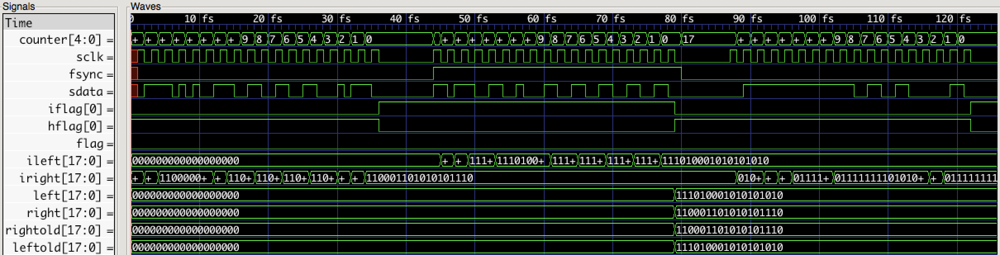 Signals Waves
Time 0 10 fs 20 fs 30 fs 40 fs 50 fs 60 fs 70 fs 80 fs 90 fs 100 fs 110 fs 120 fs
counter[4:0] = + + + + + + + + 9 8 7 6 5 4 3 2 1 0 + + + + + + + 9 8 7 6 5 4 3 2 1 0 17 + + + + + + + 9 8 7 6 5 4 3 2 1 0
sclk =
fsync =
sdata =
iflag[0] =
hflag[0] =
flag =
ileft[17:0] = 000000000000000000 + + 111+ 1110100+ 111+ 111+ 111+ 111+ 111010001010101010
iright[17:0] = + + 1100000+ + 110+ 110+ 110+ 110+ + + 110001101010101110 010+ + + 01111+ 01111111101010+ + 011111111
left[17:0] = 000000000000000000 111010001010101010
right[17:0] = 000000000000000000 110001101010101110
rightold[17:0] = 000000000000000000 110001101010101110
leftold[17:0] = 000000000000000000 111010001010101010